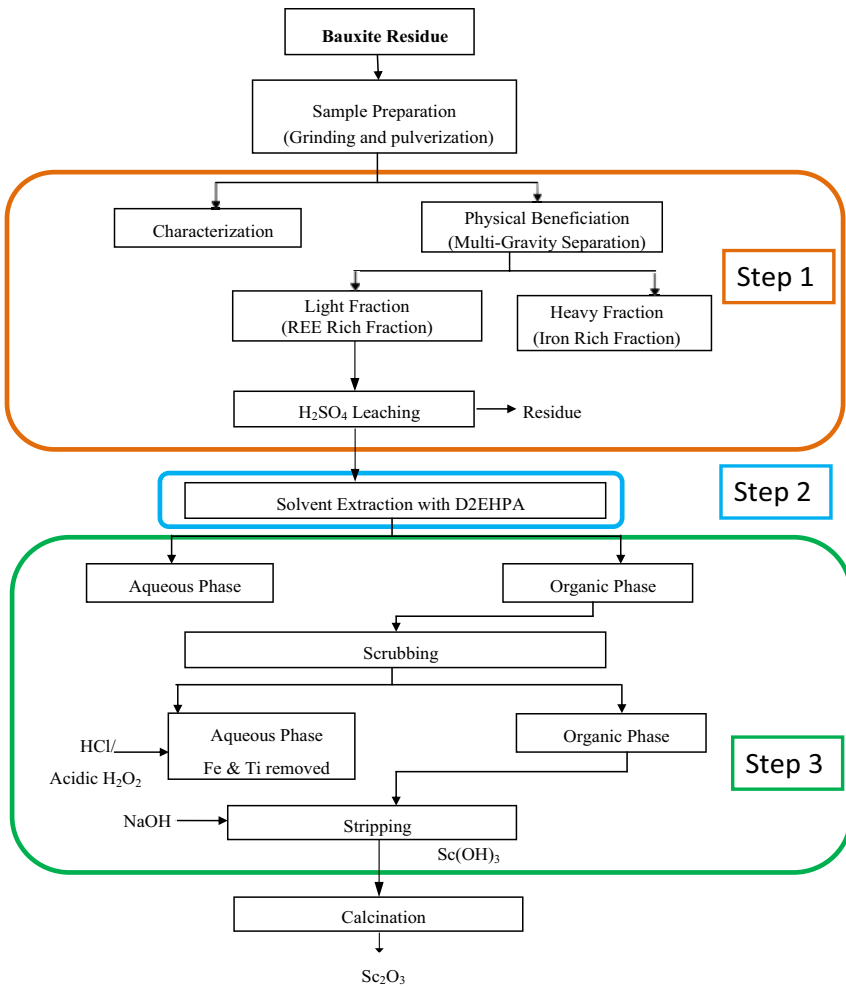 Bauxite Residue
Sample Preparation
(Grinding and pulverization)
Characterization
Physical Beneficiation
(Multi-Gravity Separation)
Step 1
Light Fraction
(REE Rich Fraction)
Heavy Fraction
(Iron Rich Fraction)
H₂SO₄ Leaching
Residue
Solvent Extraction with D2EHPA
Step 2
Aqueous Phase
Organic Phase
Scrubbing
HCl/
Acidic H₂O₂
Aqueous Phase
Fe & Ti removed
Organic Phase
Step 3
NaOH
Stripping
Sc(OH)₃
Calcination
Sc₂O₃